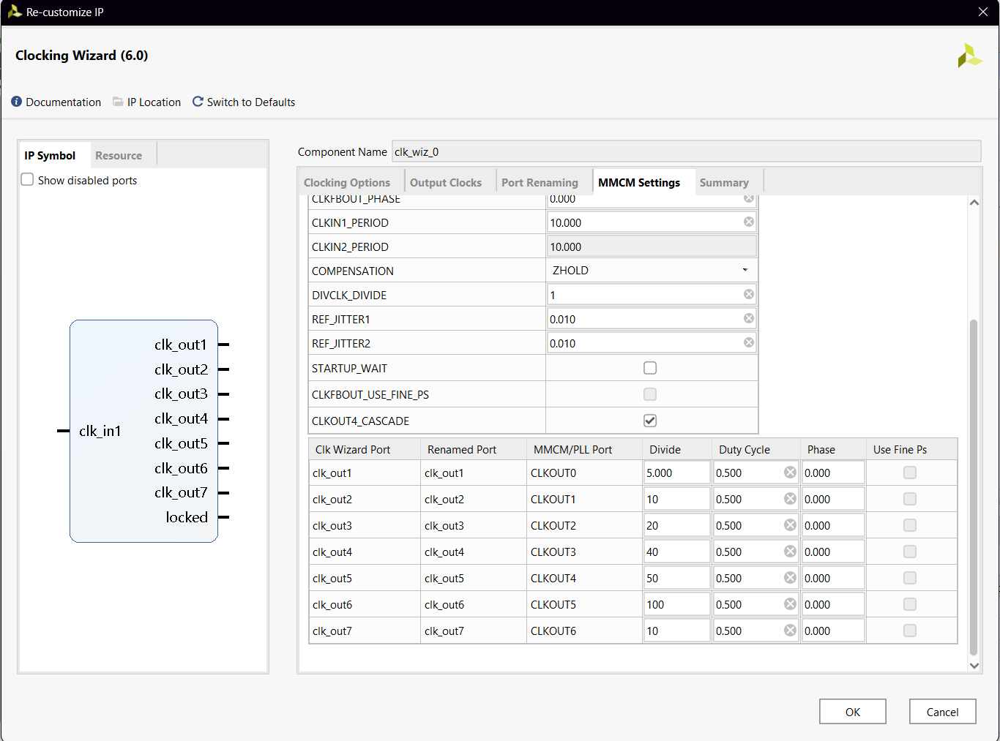 Re-customize IP
Clocking Wizard (6.0)
Documentation IP Location Switch to Defaults
IP Symbol Resource
Show disabled ports
clk_in1
clk_out1
clk_out2
clk_out3
clk_out4
clk_out5
clk_out6
clk_out7
locked
Component Name clk_wiz_0
Clocking Options Output Clocks Port Renaming MMCM Settings Summary
CLKFBOUT_PHASE 0.000
CLKIN1_PERIOD 10.000
CLKIN2_PERIOD 10.000
COMPENSATION ZHOLD
DIVCLK_DIVIDE 1
REF_JITTER1 0.010
REF_JITTER2 0.010
STARTUP_WAIT
CLKFBOUT_USE_FINE_PS
CLKOUT4_CASCADE
Clk Wizard Port Renamed Port MMCM/PLL Port Divide Duty Cycle Phase Use Fine Ps
clk_out1 clk_out1 CLKOUT0 5.000 0.500 0.000
clk_out2 clk_out2 CLKOUT1 10 0.500 0.000
clk_out3 clk_out3 CLKOUT2 20 0.500 0.000
clk_out4 clk_out4 CLKOUT3 40 0.500 0.000
clk_out5 clk_out5 CLKOUT4 50 0.500 0.000
clk_out6 clk_out6 CLKOUT5 100 0.500 0.000
clk_out7 clk_out7 CLKOUT6 10 0.500 0.000
OK Cancel